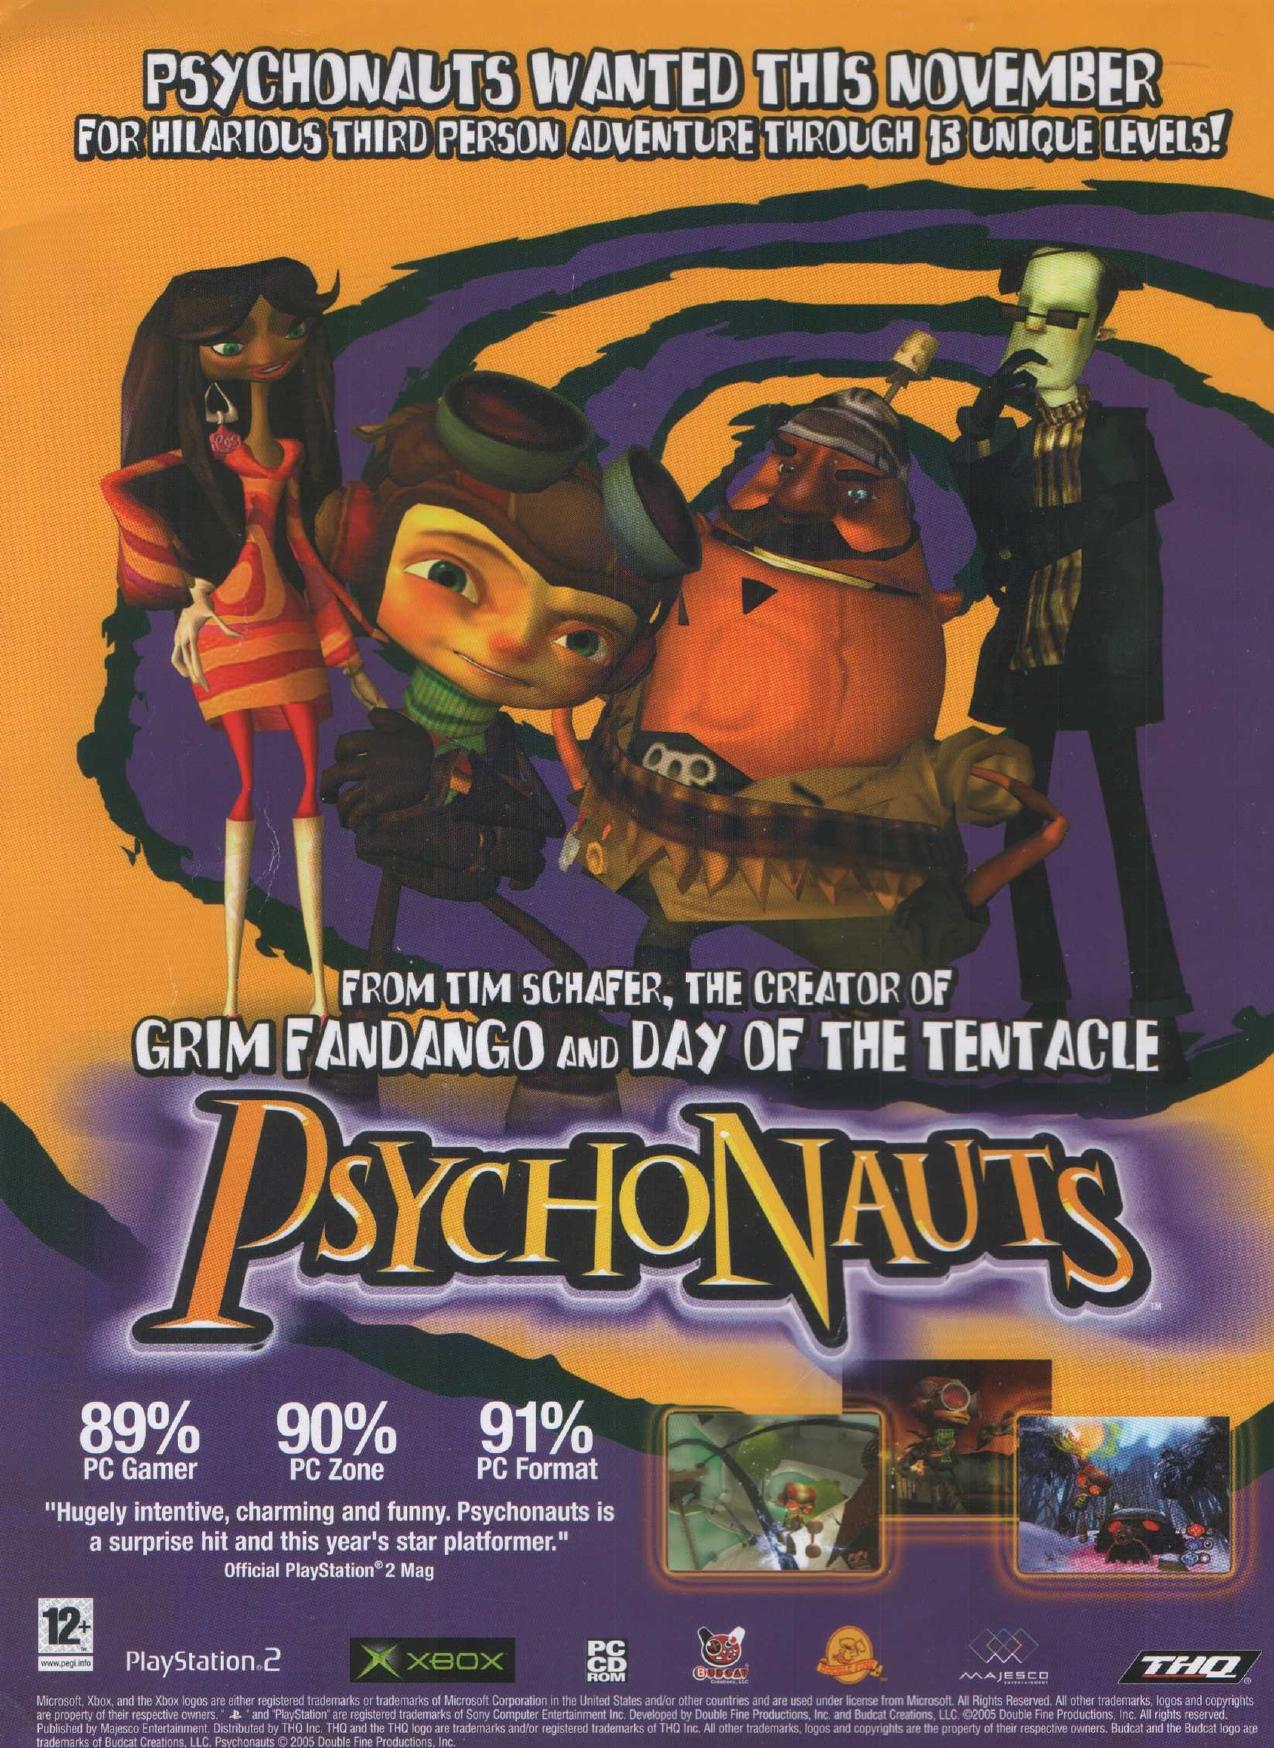 PSYCHONAUTS WANTED THIS NOVEMBER
FOR HILARIOUS THIRD PERSON ADVENTURE THROUGH 13 UNIQUE LEVELS!
FROM TIM SCHAFER, THE CREATOR OF
GRIM FANDANGO AND DAY OF THE TENTACLE
PSYCHONAUTS™
89% 90% 91%
PC Gamer PC Zone PC Format
"Hugely intentive, charming and funny. Psychonauts is
a surprise hit and this year's star platformer."
Official PlayStation®2 Mag
12+
www.pegi.info
PlayStation®2
XBOX
PC
CD
ROM
BUDCAT
Creations, LLC
MAJESCO
ENTERTAINMENT
THQ®
Microsoft, Xbox, and the Xbox logos are either registered trademarks or trademarks of Microsoft Corporation in the United States and/or other countries and are used under license from Microsoft. All Rights Reserved. All other trademarks, logos and copyrights
are property of their respective owners. " " and "PlayStation" are registered trademarks of Sony Computer Entertainment Inc. Developed by Double Fine Productions, Inc. and Budcat Creations, LLC. ©2005 Double Fine Productions, Inc. All rights reserved.
Published by Majesco Entertainment. Distributed by THQ Inc. THQ and the THQ logo are trademarks and/or registered trademarks of THQ Inc. All other trademarks, logos and copyrights are the property of their respective owners. Budcat and the Budcat logo are
trademarks of Budcat Creations, LLC. Psychonauts © 2005 Double Fine Productions, Inc.